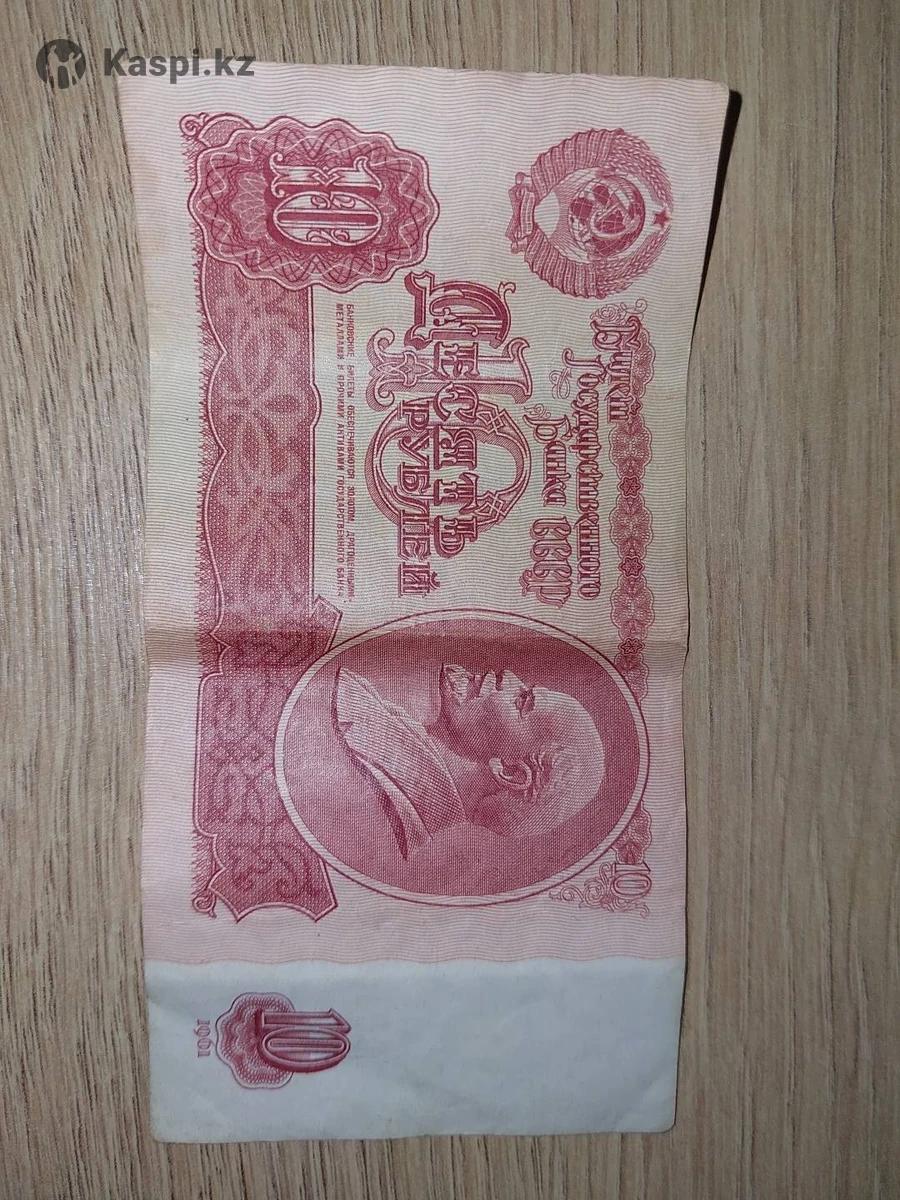 Kaspi.kz
Билет
Государственного
Банка СССР
10
10
Десять
рублей
БАНКОВСКИЕ БИЛЕТЫ ОБЕСПЕЧИВАЮТСЯ ЗОЛОТОМ, ДРАГОЦЕННЫМИ
МЕТАЛЛАМИ И ПРОЧИМИ АКТИВАМИ ГОСУДАРСТВЕННОГО БАНКА
10
1961